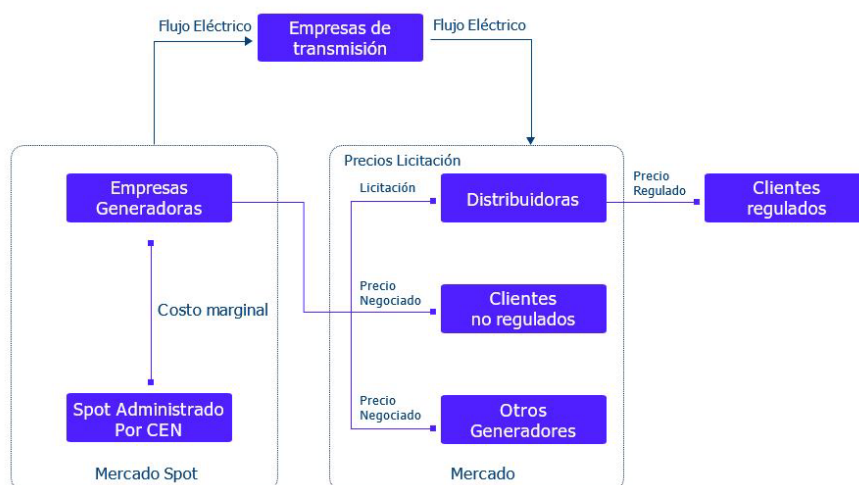 Flujo Eléctrico
Empresas de
transmisión
Flujo Eléctrico
Empresas
Generadoras
Costo marginal
Spot Administrado
Por CEN
Mercado Spot
Precios Licitación
Licitación
Distribuidoras
Precio
Regulado
Clientes
regulados
Precio
Negociado
Clientes
no regulados
Precio
Negociado
Otros
Generadores
Mercado